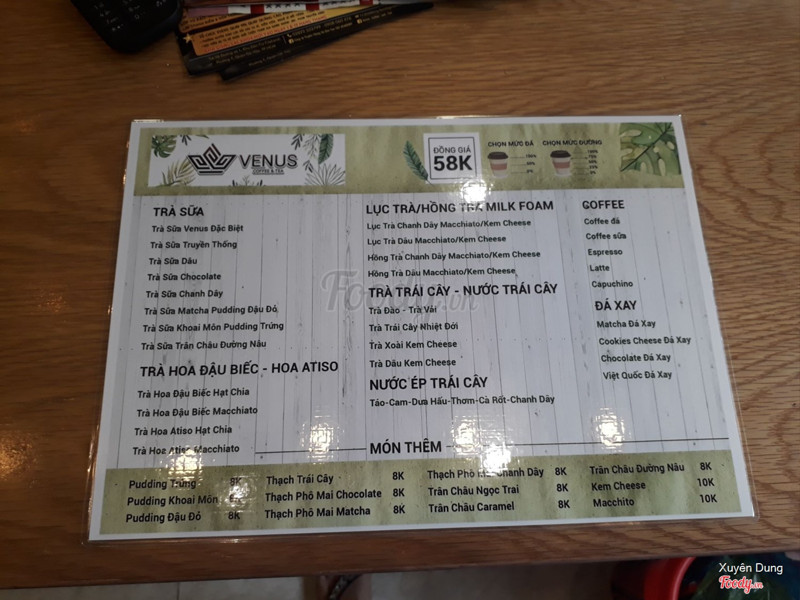 VENUS
COFFEE & TEA
ĐỒNG GIÁ
58K
CHỌN MỨC ĐÁ
CHỌN MỨC ĐƯỜNG
TRÀ SỮA
Trà Sữa Venus Đặc Biệt
Trà Sữa Truyền Thống
Trà Sữa Dâu
Trà Sữa Chocolate
Trà Sữa Chanh Dây
Trà Sữa Matcha Pudding Đậu Đỏ
Trà Sữa Khoai Môn Pudding Trứng
Trà Sữa Trân Châu Đường Nâu
TRÀ HOA ĐẬU BIẾC - HOA ATISO
Trà Hoa Đậu Biếc Hạt Chia
Trà Hoa Đậu Biếc Macchiato
Trà Hoa Atiso Hạt Chia
Trà Hoa Atiso Macchiato
LỤC TRÀ/HỒNG TRÀ MILK FOAM
Lục Trà Chanh Dây Macchiato/Kem Cheese
Lục Trà Dâu Macchiato/Kem Cheese
Hồng Trà Chanh Dây Macchiato/Kem Cheese
Hồng Trà Dâu Macchiato/Kem Cheese
TRÀ TRÁI CÂY - NƯỚC TRÁI CÂY
Trà Đào - Trà Vải
Trà Trái Cây Nhiệt Đới
Trà Xoài Kem Cheese
Trà Dâu Kem Cheese
NƯỚC ÉP TRÁI CÂY
Táo-Cam-Dưa Hấu-Thơm-Cà Rốt-Chanh Dây
GOFFEE
Coffee đá
Coffee sữa
Espresso
Latte
Capuchino
ĐÁ XAY
Matcha Đá Xay
Cookies Cheese Đá Xay
Chocolate Đá Xay
Việt Quốc Đá Xay
MÓN THÊM
Pudding Trứng 8K
Pudding Khoai Môn
Pudding Đậu Đỏ 8K
Thạch Trái Cây 8K
Thạch Phô Mai Chocolate 8K
Thạch Phô Mai Matcha 8K
Thạch Phô Mai Chanh Dây 8K
Trân Châu Ngọc Trai 8K
Trân Châu Caramel 8K
Trân Châu Đường Nâu 8K
Kem Cheese 10K
Macchito 10K
Foody.vn
Xuyên Dung
Foody.vn